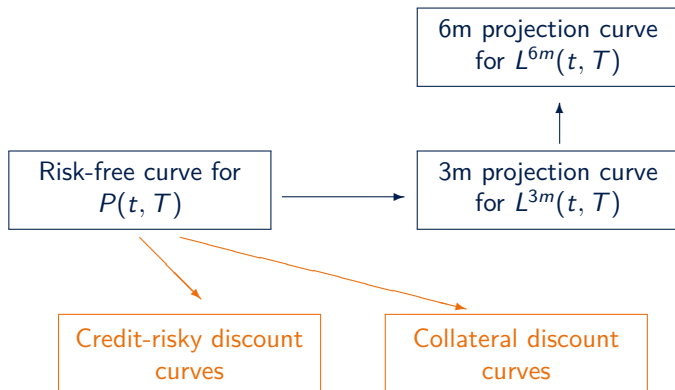 6m projection curve
for L^{6m}(t, T)
Risk-free curve for
P(t, T)
3m projection curve
for L^{3m}(t, T)
Credit-risky discount
curves
Collateral discount
curves